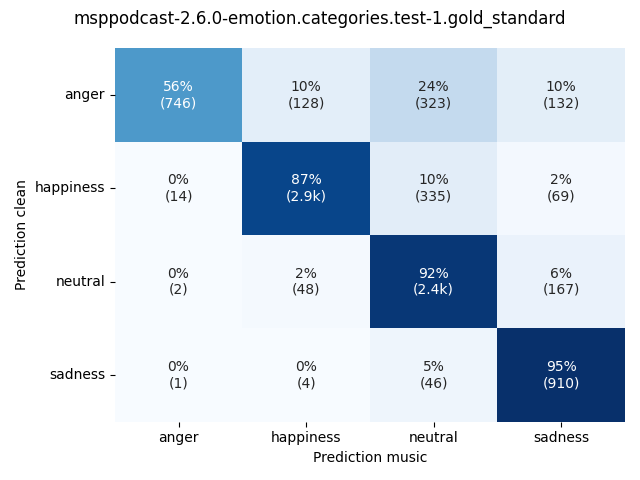 msppodcast-2.6.0-emotion.categories.test-1.gold_standard
Prediction clean
anger
56% 10% 24% 10%
(746) (128) (323) (132)
happiness
0% 87% 10% 2%
(14) (2.9k) (335) (69)
neutral
0% 2% 92% 6%
(2) (48) (2.4k) (167)
sadness
0% 0% 5% 95%
(1) (4) (46) (910)
anger happiness neutral sadness
Prediction music